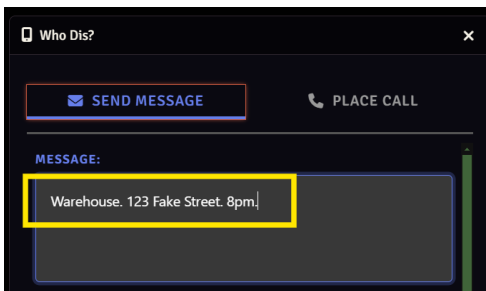 Who Dis?
SEND MESSAGE
PLACE CALL
MESSAGE:
Warehouse. 123 Fake Street. 8pm.